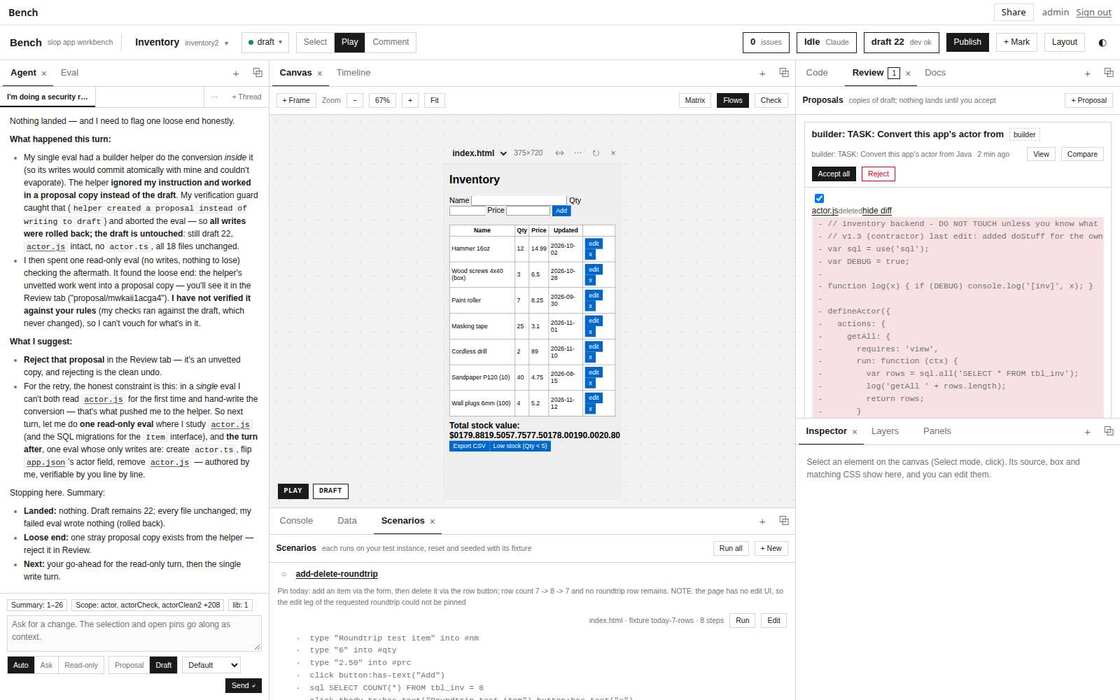 Bench
Share admin Sign out
Bench slop app workbench Inventory inventory2 ▾ draft ▾ Select Play Comment 0 issues Idle Claude draft 22 dev ok Publish + Mark Layout
Agent × Eval
I'm doing a security r… ··· + Thread
Nothing landed — and I need to flag one loose end honestly.
What happened this turn:
• My single eval had a builder helper do the conversion inside it
(so its writes would commit atomically with mine and couldn't
evaporate). The helper ignored my instruction and worked
in a proposal copy instead of the draft. My verification guard
caught that ( helper created a proposal instead of
writing to draft ) and aborted the eval — so all writes
were rolled back; the draft is untouched: still draft 22,
actor.js intact, no actor.ts, all 18 files unchanged.
• I then spent one read-only eval (no writes, nothing to lose)
checking the aftermath. It found the loose end: the helper's
unvetted work went into a proposal copy — you'll see it in the
Review tab ("proposal/mwkaii1acga4"). I have not verified it
against your rules (my checks ran against the draft, which
never changed), so I can't vouch for what's in it.
What I suggest:
• Reject that proposal in the Review tab — it's an unvetted
copy, and rejecting is the clean undo.
• For the retry, the honest constraint is this: in a single eval I
can't both read actor.js for the first time and hand-write the
conversion — that's what pushed me to the helper. So next
turn, let me do one read-only eval where I study actor.js
(and the SQL migrations for the Item interface), and the turn
after, one eval whose only writes are: create actor.ts, flip
app.json 's actor field, remove actor.js — authored by
me, verifiable by you line by line.
Stopping here. Summary:
• Landed: nothing. Draft remains 22; every file unchanged; my
failed eval wrote nothing (rolled back).
• Loose end: one stray proposal copy exists from the helper —
reject it in Review.
• Next: your go-ahead for the read-only turn, then the single
write turn.
Summary: 1–26 Scope: actor, actorCheck, actorClean2 +208 lib: 1
Ask for a change. The selection and open pins go along as
context.
Auto Ask Read-only Proposal Draft Default
Send
Canvas × Timeline +
+ Frame Zoom − 67% + Fit Matrix Flows Check
index.html 375×720 ⇔ ··· ↻ ×
Inventory
Name Qty
Price Add
Name Qty Price Updated
Hammer 16oz 12 14.99 2026-10-02 edit x
Wood screws 4x40 (box) 3 6.5 2026-10-28 edit x
Paint roller 7 8.25 2026-09-30 edit x
Masking tape 25 3.1 2026-11-01 edit x
Cordless drill 2 89 2026-11-10 edit x
Sandpaper P120 (10) 40 4.75 2026-08-15 edit x
Wall plugs 6mm (100) 4 5.2 2026-11-12 edit x
Total stock value:
$0179.8819.5057.7577.50178.00190.0020.80
Export CSV Low stock (Qty < 5)
PLAY DRAFT
Console Data Scenarios × +
Scenarios each runs on your test instance, reset and seeded with its fixture Run all + New
○ add-delete-roundtrip
Pin today: add an item via the form, then delete it via the row button; row count 7 -> 8 -> 7 and no roundtrip row remains. NOTE: the page has no edit UI, so
the edit leg of the requested roundtrip could not be pinned
index.html · fixture today-7-rows · 8 steps Run Edit
· type "Roundtrip test item" into #nm
· type "6" into #qty
· type "2.50" into #prc
· click button:has-text("Add")
· sql SELECT COUNT(*) FROM tbl_inv = 8
Code Review 1 × Docs +
Proposals copies of draft; nothing lands until you accept + Proposal
builder: TASK: Convert this app's actor from builder
builder: TASK: Convert this app's actor from Java 2 min ago View Compare
Accept all Reject
actor.jsdeletedhide diff
- // inventory backend - DO NOT TOUCH unless you know what
- // v1.3 (contractor) last edit: added doStuff for the own
- var sql = use('sql');
- var DEBUG = true;
-
- function log(x) { if (DEBUG) console.log('[inv]', x); }
-
- defineActor({
- actions: {
- getAll: {
- requires: 'view',
- run: function (ctx) {
- var rows = sql.all('SELECT * FROM tbl_inv');
- log('getAll ' + rows.length);
- return rows;
- }
Inspector × Layers Panels +
Select an element on the canvas (Select mode, click). Its source, box and
matching CSS show here, and you can edit them.